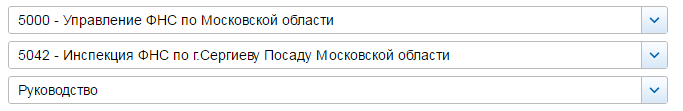 5000 - Управление ФНС по Московской области
5042 - Инспекция ФНС по г.Сергиеву Посаду Московской области
Руководство